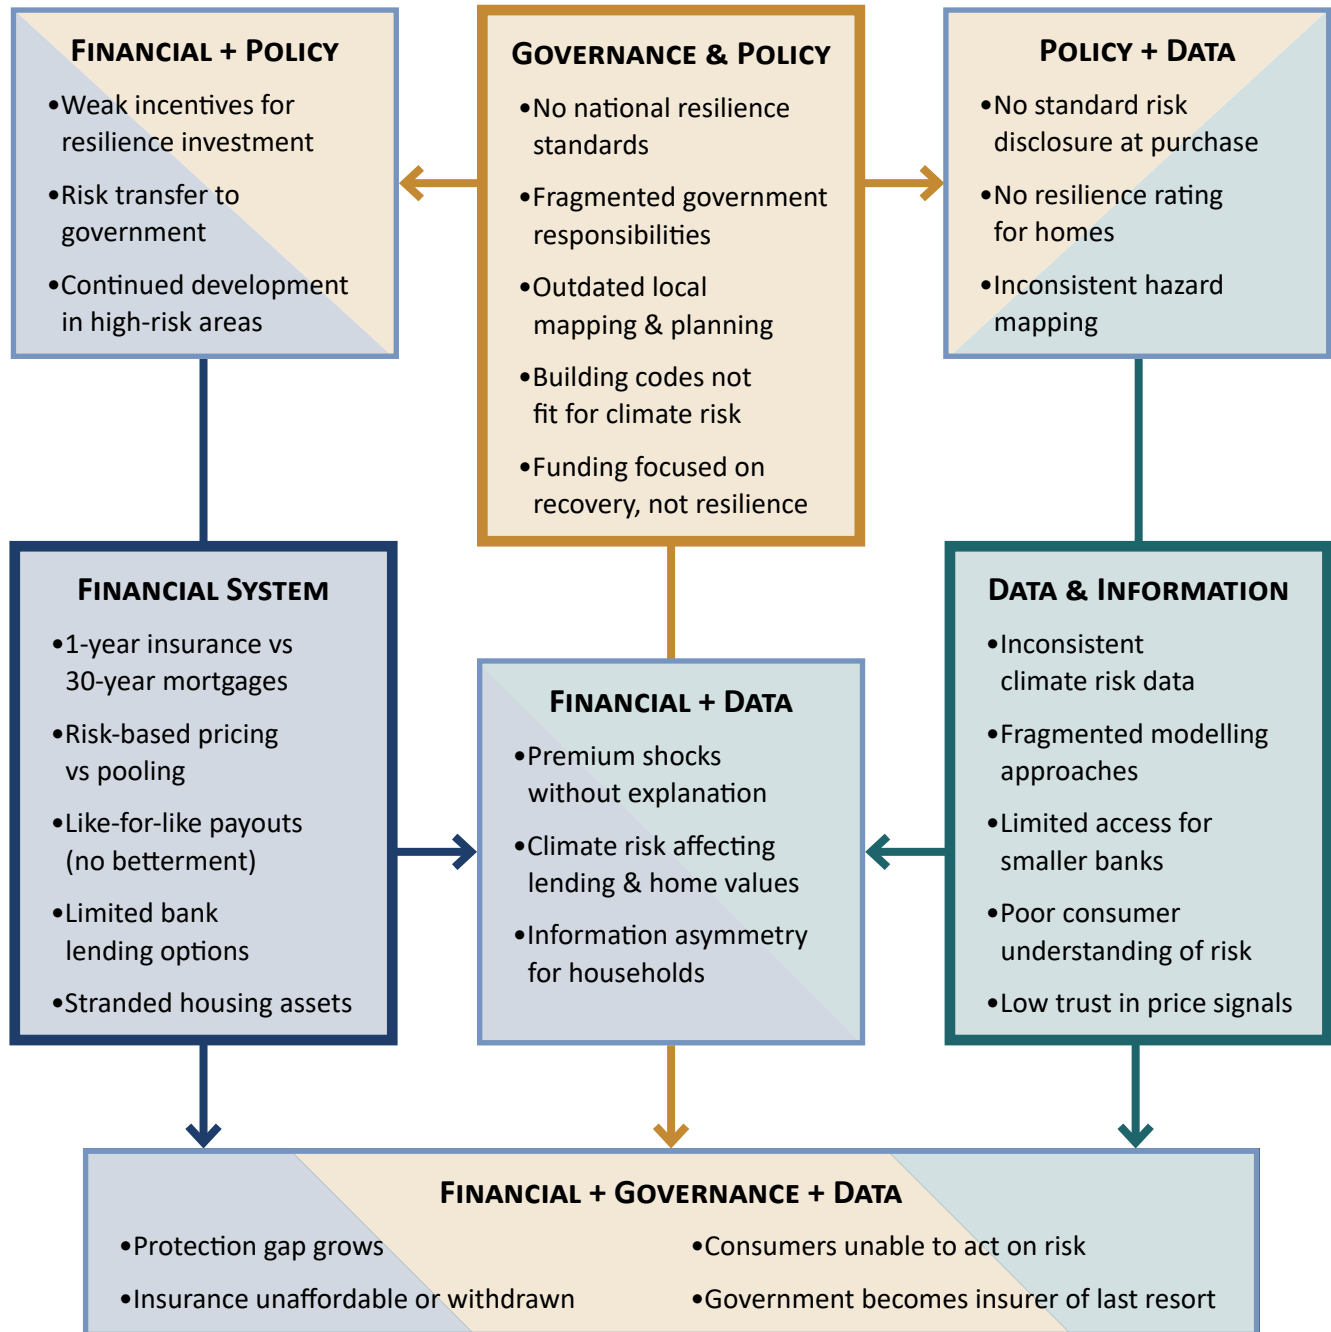 FINANCIAL + POLICY
•Weak incentives for
resilience investment
•Risk transfer to
government
•Continued development
in high-risk areas
GOVERNANCE & POLICY
•No national resilience
standards
•Fragmented government
responsibilities
•Outdated local
mapping & planning
•Building codes not
fit for climate risk
•Funding focused on
recovery, not resilience
POLICY + DATA
•No standard risk
disclosure at purchase
•No resilience rating
for homes
•Inconsistent hazard
mapping
FINANCIAL SYSTEM
•1-year insurance vs
30-year mortgages
•Risk-based pricing
vs pooling
•Like-for-like payouts
(no betterment)
•Limited bank
lending options
•Stranded housing assets
FINANCIAL + DATA
•Premium shocks
without explanation
•Climate risk affecting
lending & home values
•Information asymmetry
for households
DATA & INFORMATION
•Inconsistent
climate risk data
•Fragmented modelling
approaches
•Limited access for
smaller banks
•Poor consumer
understanding of risk
•Low trust in price signals
FINANCIAL + GOVERNANCE + DATA
•Protection gap grows
•Insurance unaffordable or withdrawn
•Consumers unable to act on risk
•Government becomes insurer of last resort